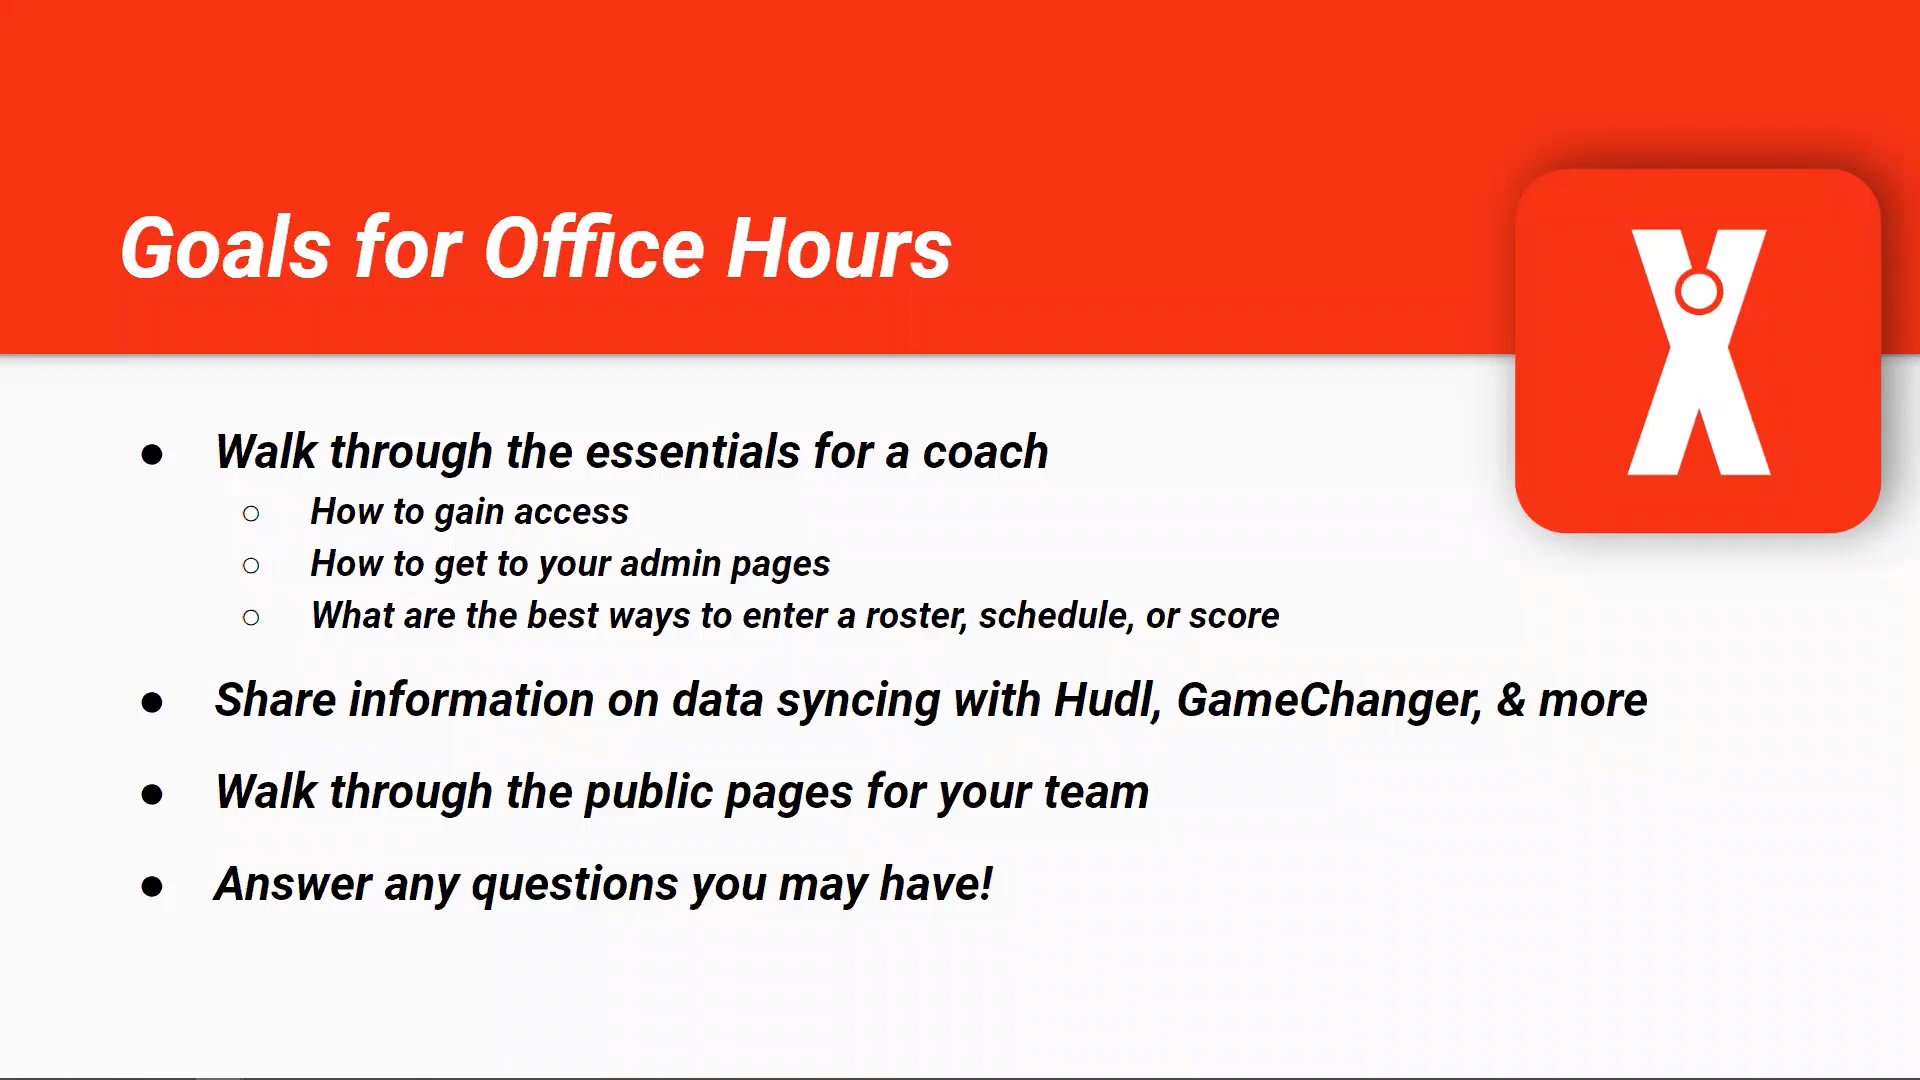 Goals for Office Hours
● Walk through the essentials for a coach
○ How to gain access
○ How to get to your admin pages
○ What are the best ways to enter a roster, schedule, or score
● Share information on data syncing with Hudl, GameChanger, & more
● Walk through the public pages for your team
● Answer any questions you may have!